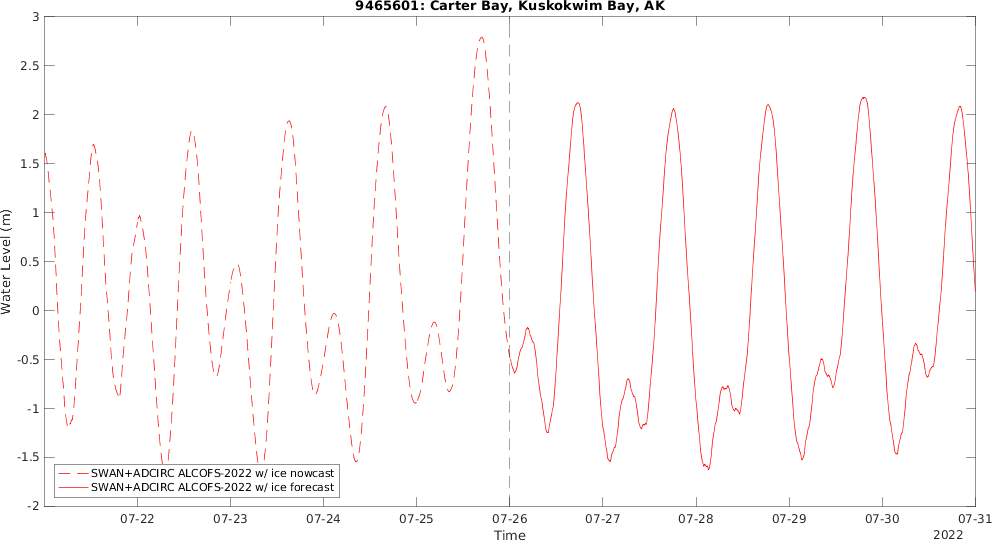 9465601: Carter Bay, Kuskokwim Bay, AK
3
2.5
2
1.5
1
0.5
0
-0.5
-1
-1.5
-2
Water Level (m)
SWAN+ADCIRC ALCOFS-2022 w/ ice nowcast
SWAN+ADCIRC ALCOFS-2022 w/ ice forecast
07-22 07-23 07-24 07-25 07-26 07-27 07-28 07-29 07-30 07-31
Time
2022